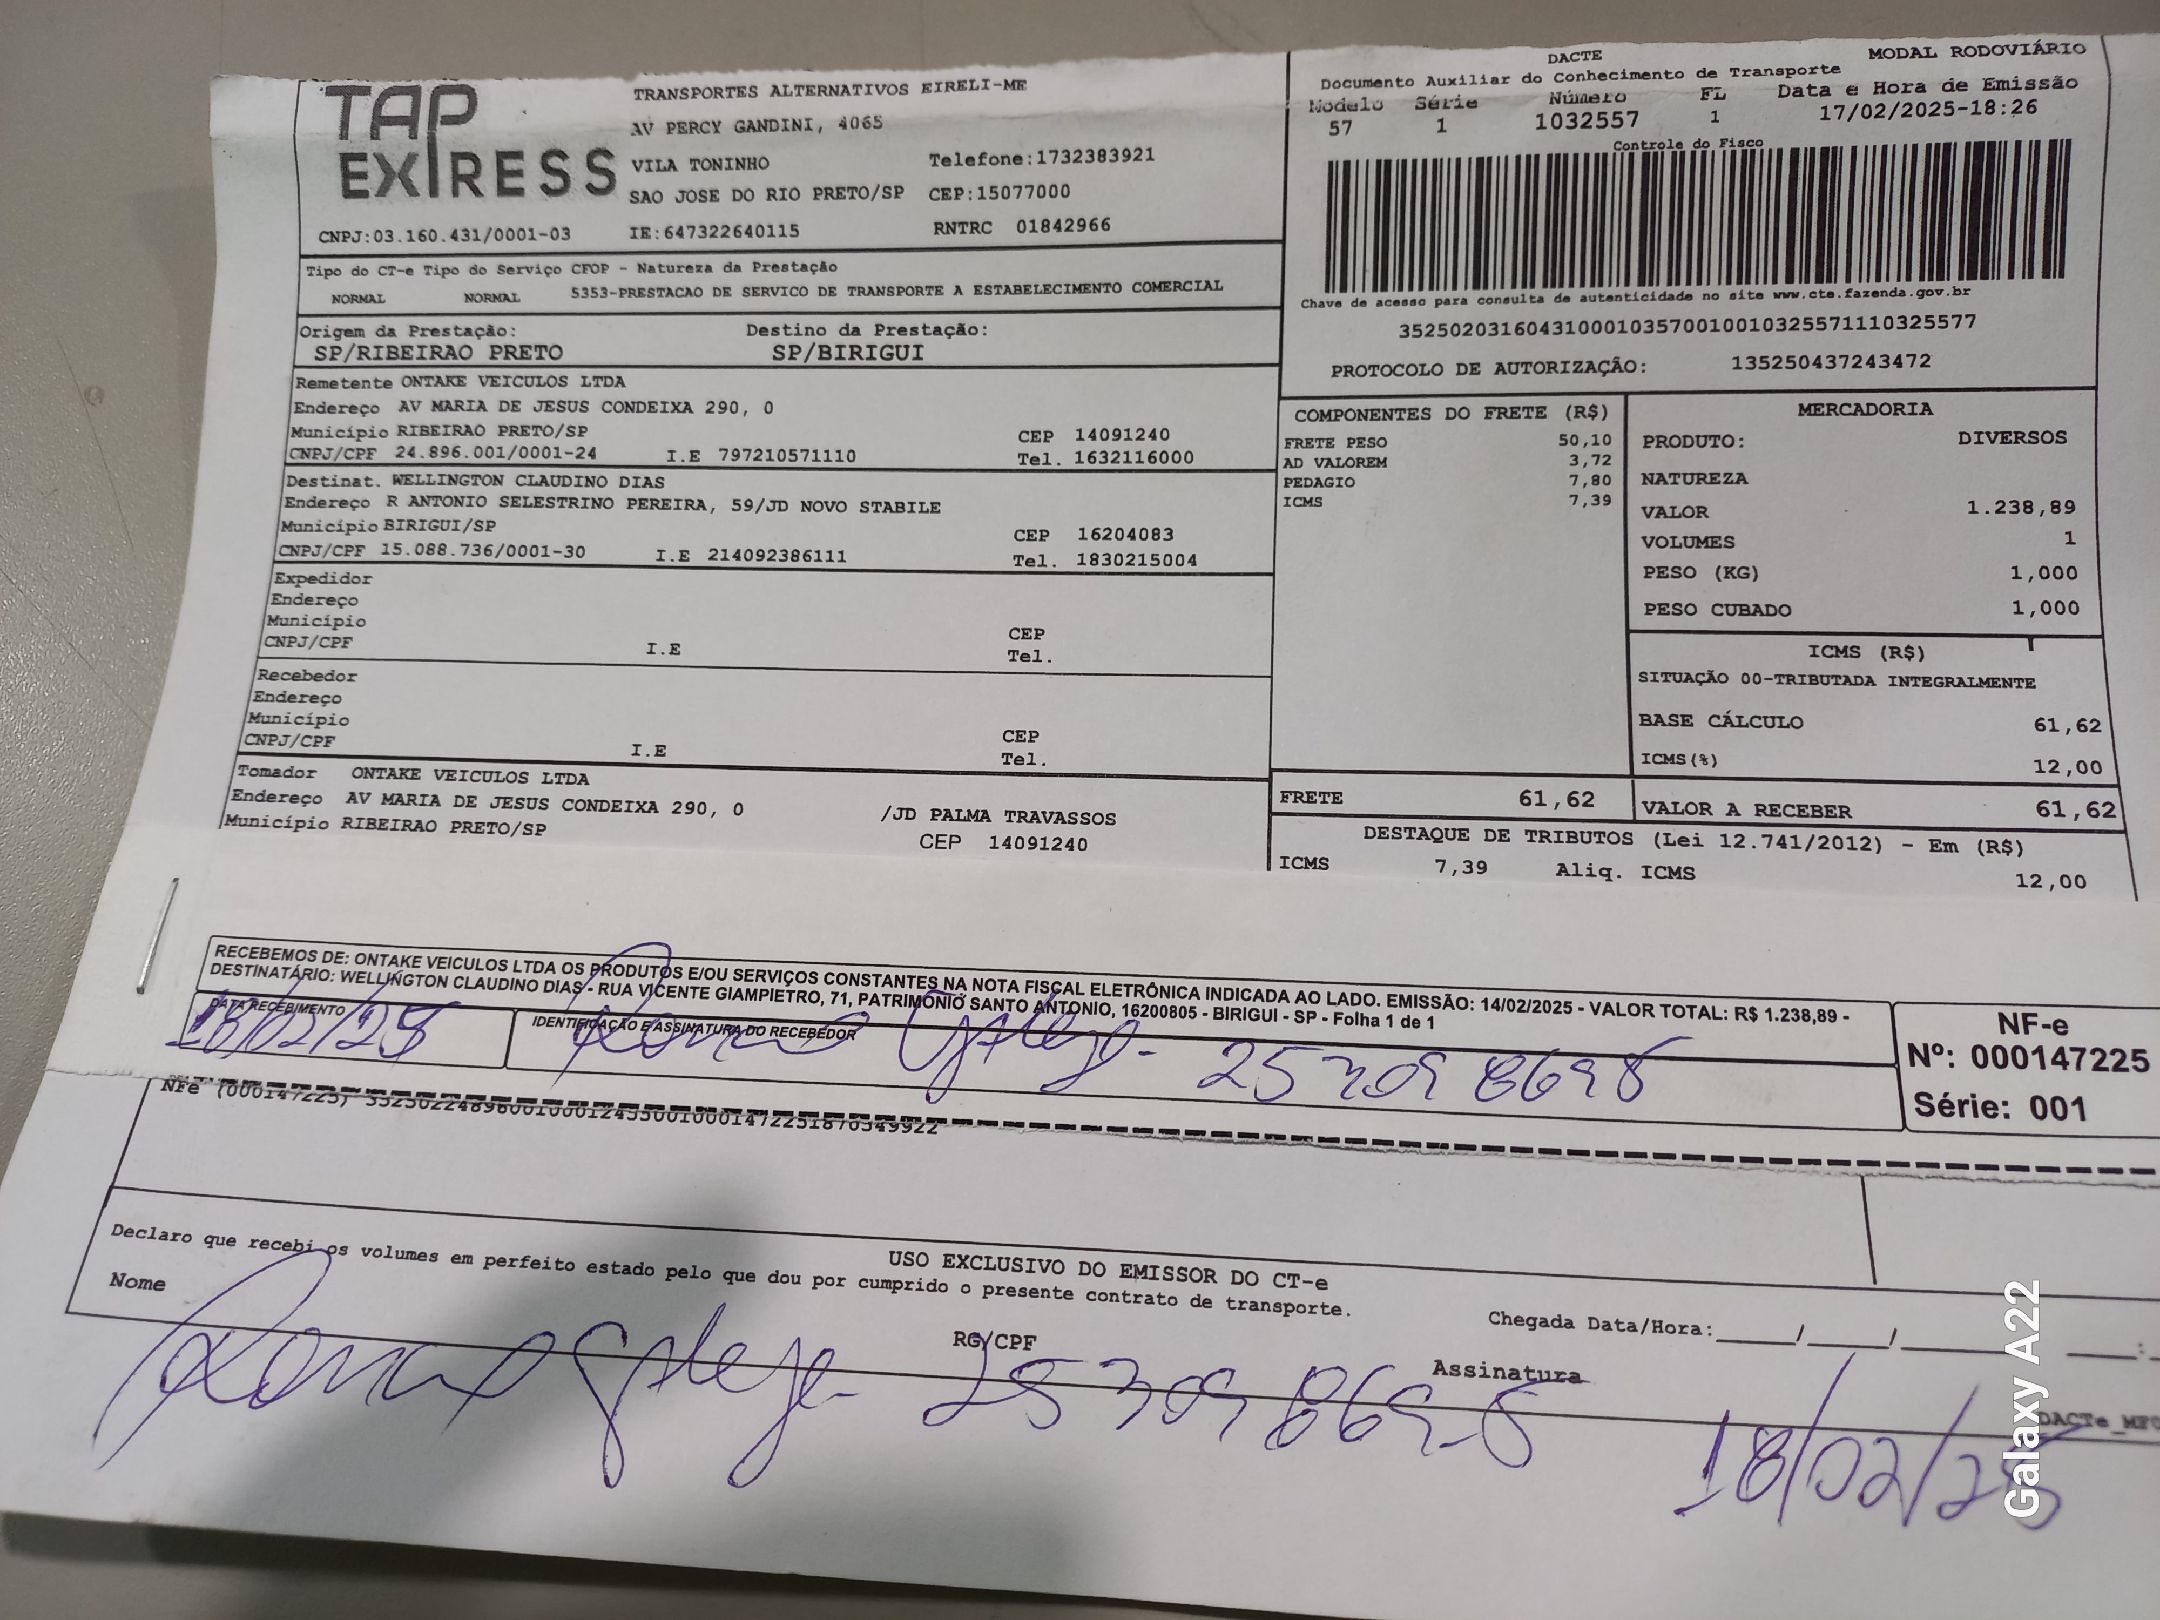 TAP EXPRESS
TRANSPORTES ALTERNATIVOS EIRELI-ME
AV PERCY GANDINI, 4065
VILA TONINHO Telefone:1732383921
SAO JOSE DO RIO PRETO/SP CEP:15077000
CNPJ:03.160.431/0001-03 IE:647322640115 RNTRC 01842966
DACTE MODAL RODOVIÁRIO
Documento Auxiliar do Conhecimento de Transporte
Modelo Série Número FL Data e Hora de Emissão
57 1 1032557 1 17/02/2025-18:26
Controle do Fisco
Chave de acesso para consulta de autenticidade no site www.cte.fazenda.gov.br
35250203160431000103570010010325571110325577
PROTOCOLO DE AUTORIZAÇÂO: 135250437243472
Tipo do CT-e Tipo do Serviço CFOP - Natureza da Prestação
NORMAL NORMAL 5353-PRESTACAO DE SERVICO DE TRANSPORTE A ESTABELECIMENTO COMERCIAL
Origem da Prestação: Destino da Prestação:
SP/RIBEIRAO PRETO SP/BIRIGUI
Remetente ONTAKE VEICULOS LTDA
Endereço AV MARIA DE JESUS CONDEIXA 290, 0
Município RIBEIRAO PRETO/SP CEP 14091240
CNPJ/CPF 24.896.001/0001-24 I.E 797210571110 Tel. 1632116000
Destinat. WELLINGTON CLAUDINO DIAS
Endereço R ANTONIO SELESTRINO PEREIRA, 59/JD NOVO STABILE
Município BIRIGUI/SP CEP 16204083
CNPJ/CPF 15.088.736/0001-30 I.E 214092386111 Tel. 1830215004
Expedidor
Endereço
Município CEP
CNPJ/CPF I.E Tel.
Recebedor
Endereço
Município CEP
CNPJ/CPF I.E Tel.
Tomador ONTAKE VEICULOS LTDA
Endereço AV MARIA DE JESUS CONDEIXA 290, 0 /JD PALMA TRAVASSOS
Município RIBEIRAO PRETO/SP CEP 14091240
COMPONENTES DO FRETE (R$)
FRETE PESO 50,10
AD VALOREM 3,72
PEDAGIO 7,80
ICMS 7,39
MERCADORIA
PRODUTO: DIVERSOS
NATUREZA
VALOR 1.238,89
VOLUMES 1
PESO (KG) 1,000
PESO CUBADO 1,000
ICMS (R$)
SITUAÇÃO 00-TRIBUTADA INTEGRALMENTE
BASE CÁLCULO 61,62
ICMS(%) 12,00
FRETE 61,62 VALOR A RECEBER 61,62
DESTAQUE DE TRIBUTOS (Lei 12.741/2012) - Em (R$)
ICMS 7,39 Aliq. ICMS 12,00
RECEBEMOS DE: ONTAKE VEICULOS LTDA OS PRODUTOS E/OU SERVIÇOS CONSTANTES NA NOTA FISCAL ELETRÔNICA INDICADA AO LADO. EMISSÃO: 14/02/2025 - VALOR TOTAL: R$ 1.238,89 -
DESTINATÁRIO: WELLINGTON CLAUDINO DIAS - RUA VICENTE GIAMPIETRO, 71, PATRIMÔNIO SANTO ANTONIO, 16200805 - BIRIGUI - SP - Folha 1 de 1
DATA RECEBIMENTO IDENTIFICAÇÃO E ASSINATURA DO RECEBEDOR
18/02/25
NF-e
Nº: 000147225
Série: 001
NFe (000147225)
USO EXCLUSIVO DO EMISSOR DO CT-e
Declaro que recebi os volumes em perfeito estado pelo que dou por cumprido o presente contrato de transporte.
Nome RG/CPF Assinatura Chegada Data/Hora:_____/_____/_____ ____:
18/02/25
Galaxy A22